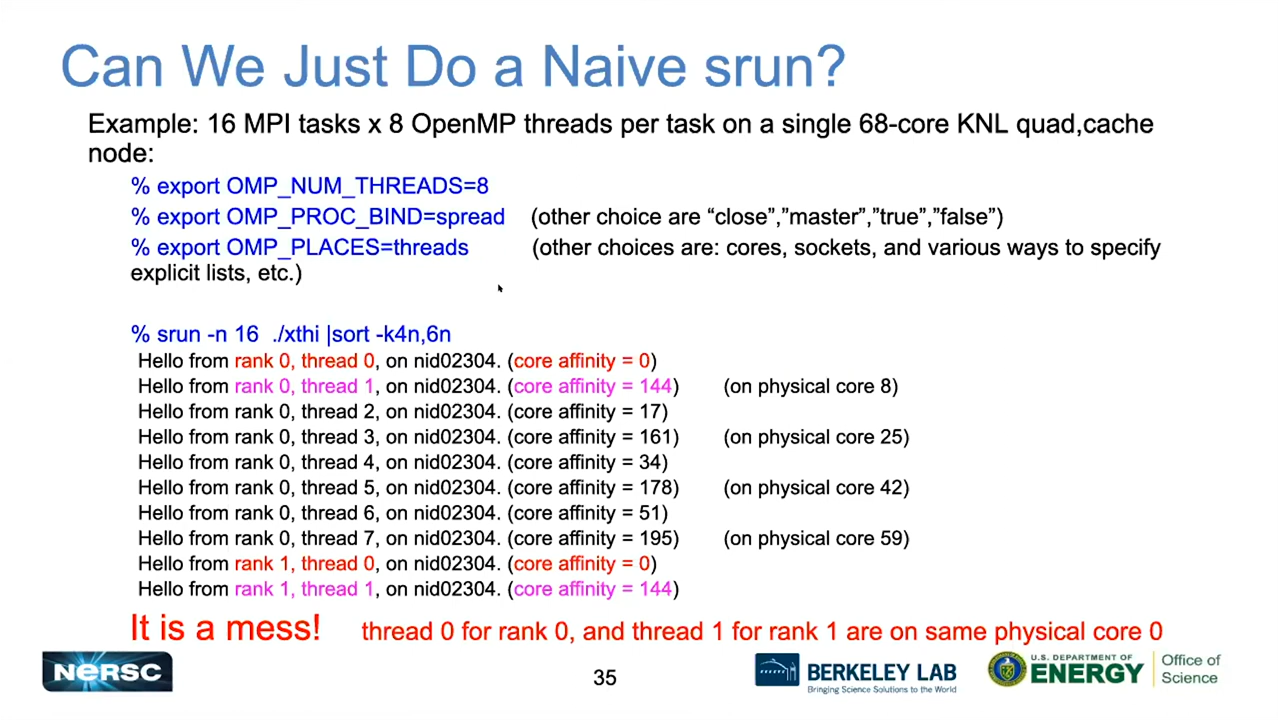 Can We Just Do a Naive srun?
Example: 16 MPI tasks x 8 OpenMP threads per task on a single 68-core KNL quad,cache
node:
% export OMP_NUM_THREADS=8
% export OMP_PROC_BIND=spread (other choice are “close”,”master”,”true”,”false”)
% export OMP_PLACES=threads (other choices are: cores, sockets, and various ways to specify
explicit lists, etc.)
% srun -n 16 ./xthi |sort -k4n,6n
Hello from rank 0, thread 0, on nid02304. (core affinity = 0)
Hello from rank 0, thread 1, on nid02304. (core affinity = 144) (on physical core 8)
Hello from rank 0, thread 2, on nid02304. (core affinity = 17)
Hello from rank 0, thread 3, on nid02304. (core affinity = 161) (on physical core 25)
Hello from rank 0, thread 4, on nid02304. (core affinity = 34)
Hello from rank 0, thread 5, on nid02304. (core affinity = 178) (on physical core 42)
Hello from rank 0, thread 6, on nid02304. (core affinity = 51)
Hello from rank 0, thread 7, on nid02304. (core affinity = 195) (on physical core 59)
Hello from rank 1, thread 0, on nid02304. (core affinity = 0)
Hello from rank 1, thread 1, on nid02304. (core affinity = 144)
It is a mess! thread 0 for rank 0, and thread 1 for rank 1 are on same physical core 0
NERSC
35
BERKELEY LAB
Bringing Science Solutions to the World
U.S. DEPARTMENT OF
ENERGY
Office of
Science